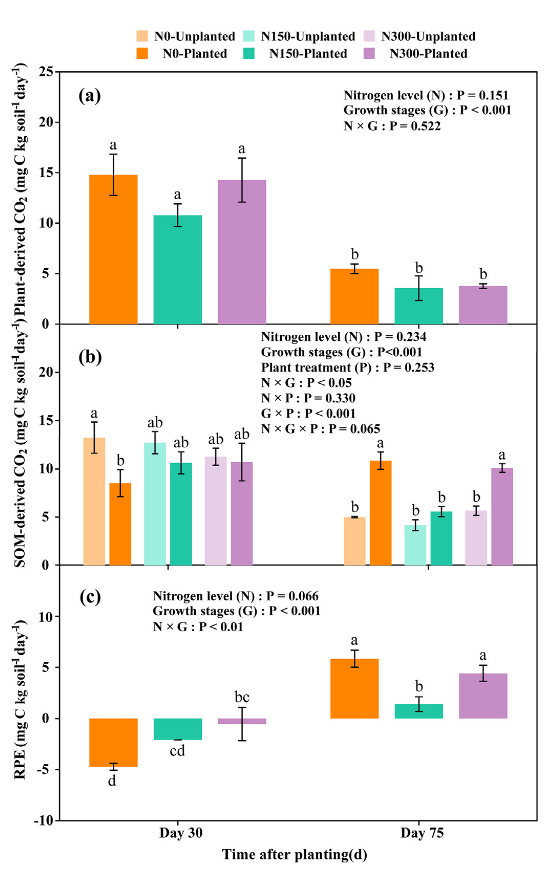 N0-Unplanted N150-Unplanted N300-Unplanted
N0-Planted N150-Planted N300-Planted
Plant-derived CO₂ (mg C kg soil⁻¹ day⁻¹)
25
20
15
10
5
0
(a)
Nitrogen level (N) : P = 0.151
Growth stages (G) : P < 0.001
N × G : P = 0.522
a a a b b b
SOM-derived CO₂ (mg C kg soil⁻¹day⁻¹)
20
15
10
5
0
(b)
Nitrogen level (N) : P = 0.234
Growth stages (G) : P<0.001
Plant treatment (P) : P = 0.253
N × G : P < 0.05
N × P : P = 0.330
G × P : P < 0.001
N × G × P : P = 0.065
a b ab ab ab ab b a b b b a
RPE (mg C kg soil⁻¹ day⁻¹)
5
0
-5
-10
(c)
Nitrogen level (N) : P = 0.066
Growth stages (G) : P < 0.001
N × G : P < 0.01
d cd bc a b a
Day 30 Day 75
Time after planting(d)